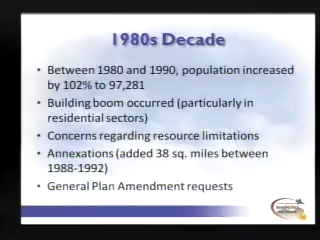 1980s Decade
• Between 1980 and 1990, population increased
by 102% to 97,281
• Building boom occurred (particularly in
residential sectors)
• Concerns regarding resource limitations
• Annexations (added 38 sq. miles between
1988-1992)
• General Plan Amendment requests